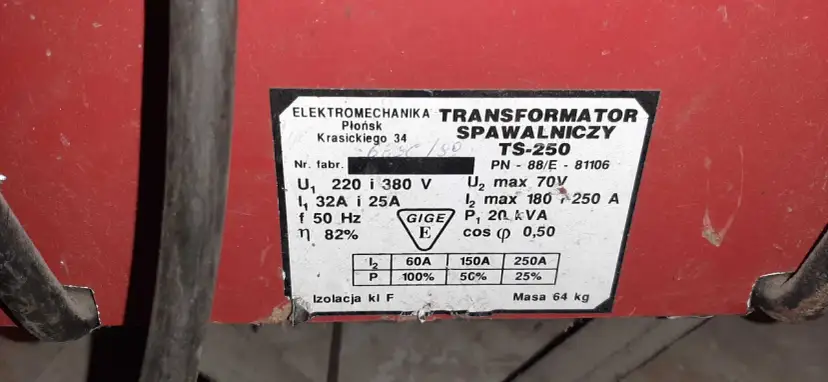 ELEKTROMECHANIKA
Płońsk
Krasickiego 34
TRANSFORMATOR
SPAWALNICZY
TS-250
Nr. fabr.
PN - 88/E - 81106
U₁ 220 i 380 V
U₂ max 70V
I₁ 32A i 25A
I₂ max 180 i 250 A
f 50 Hz
P₁ 20 kVA
η 82%
cos φ 0,50
GIGE
E
I₂ 60A 150A 250A
P 100% 50% 25%
Izolacja kl F
Masa 64 kg